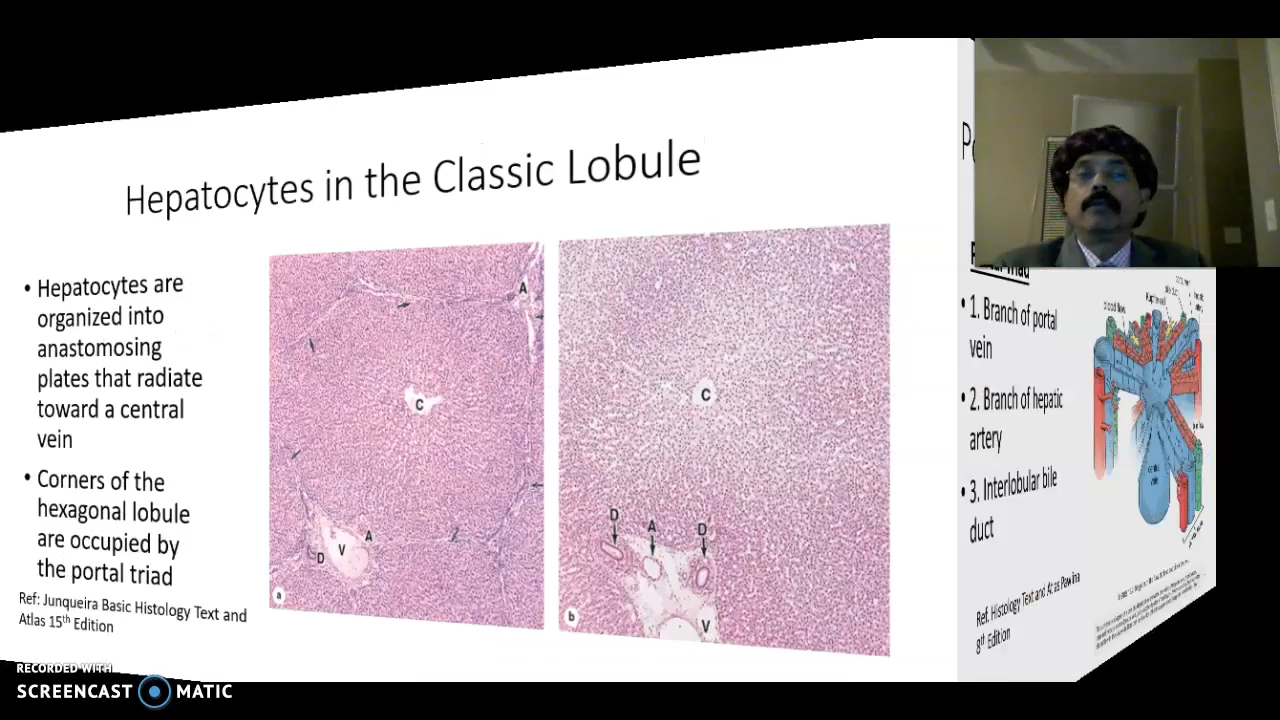 Hepatocytes in the Classic Lobule
• Hepatocytes are
organized into
anastomosing
plates that radiate
toward a central
vein
• Corners of the
hexagonal lobule
are occupied by
the portal triad
Ref: Junqueira Basic Histology Text and
Atlas 15th Edition
A
C
A
V
D
a
C
D
A
D
V
b
• 1. Branch of portal
vein
• 2. Branch of hepatic
artery
• 3. Interlobular bile
duct
Ref. Histology Text and Atlas Pawlina
8th Edition
blood flow
RECORDED WITH
SCREENCAST MATIC